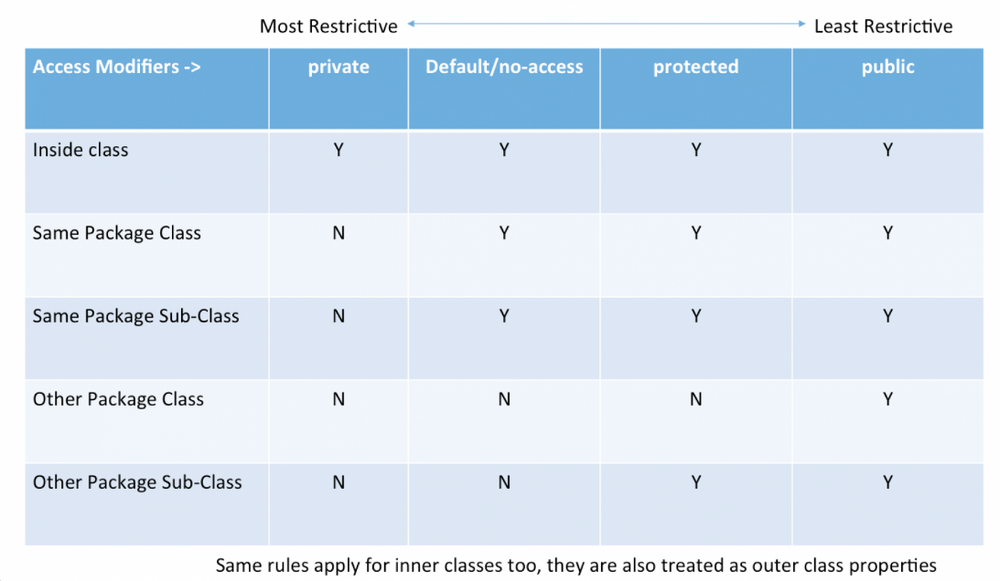 Most Restrictive Least Restrictive
Access Modifiers -> private Default/no-access protected public
Inside class Y Y Y Y
Same Package Class N Y Y Y
Same Package Sub-Class N Y Y Y
Other Package Class N N N Y
Other Package Sub-Class N N Y Y
Same rules apply for inner classes too, they are also treated as outer class properties